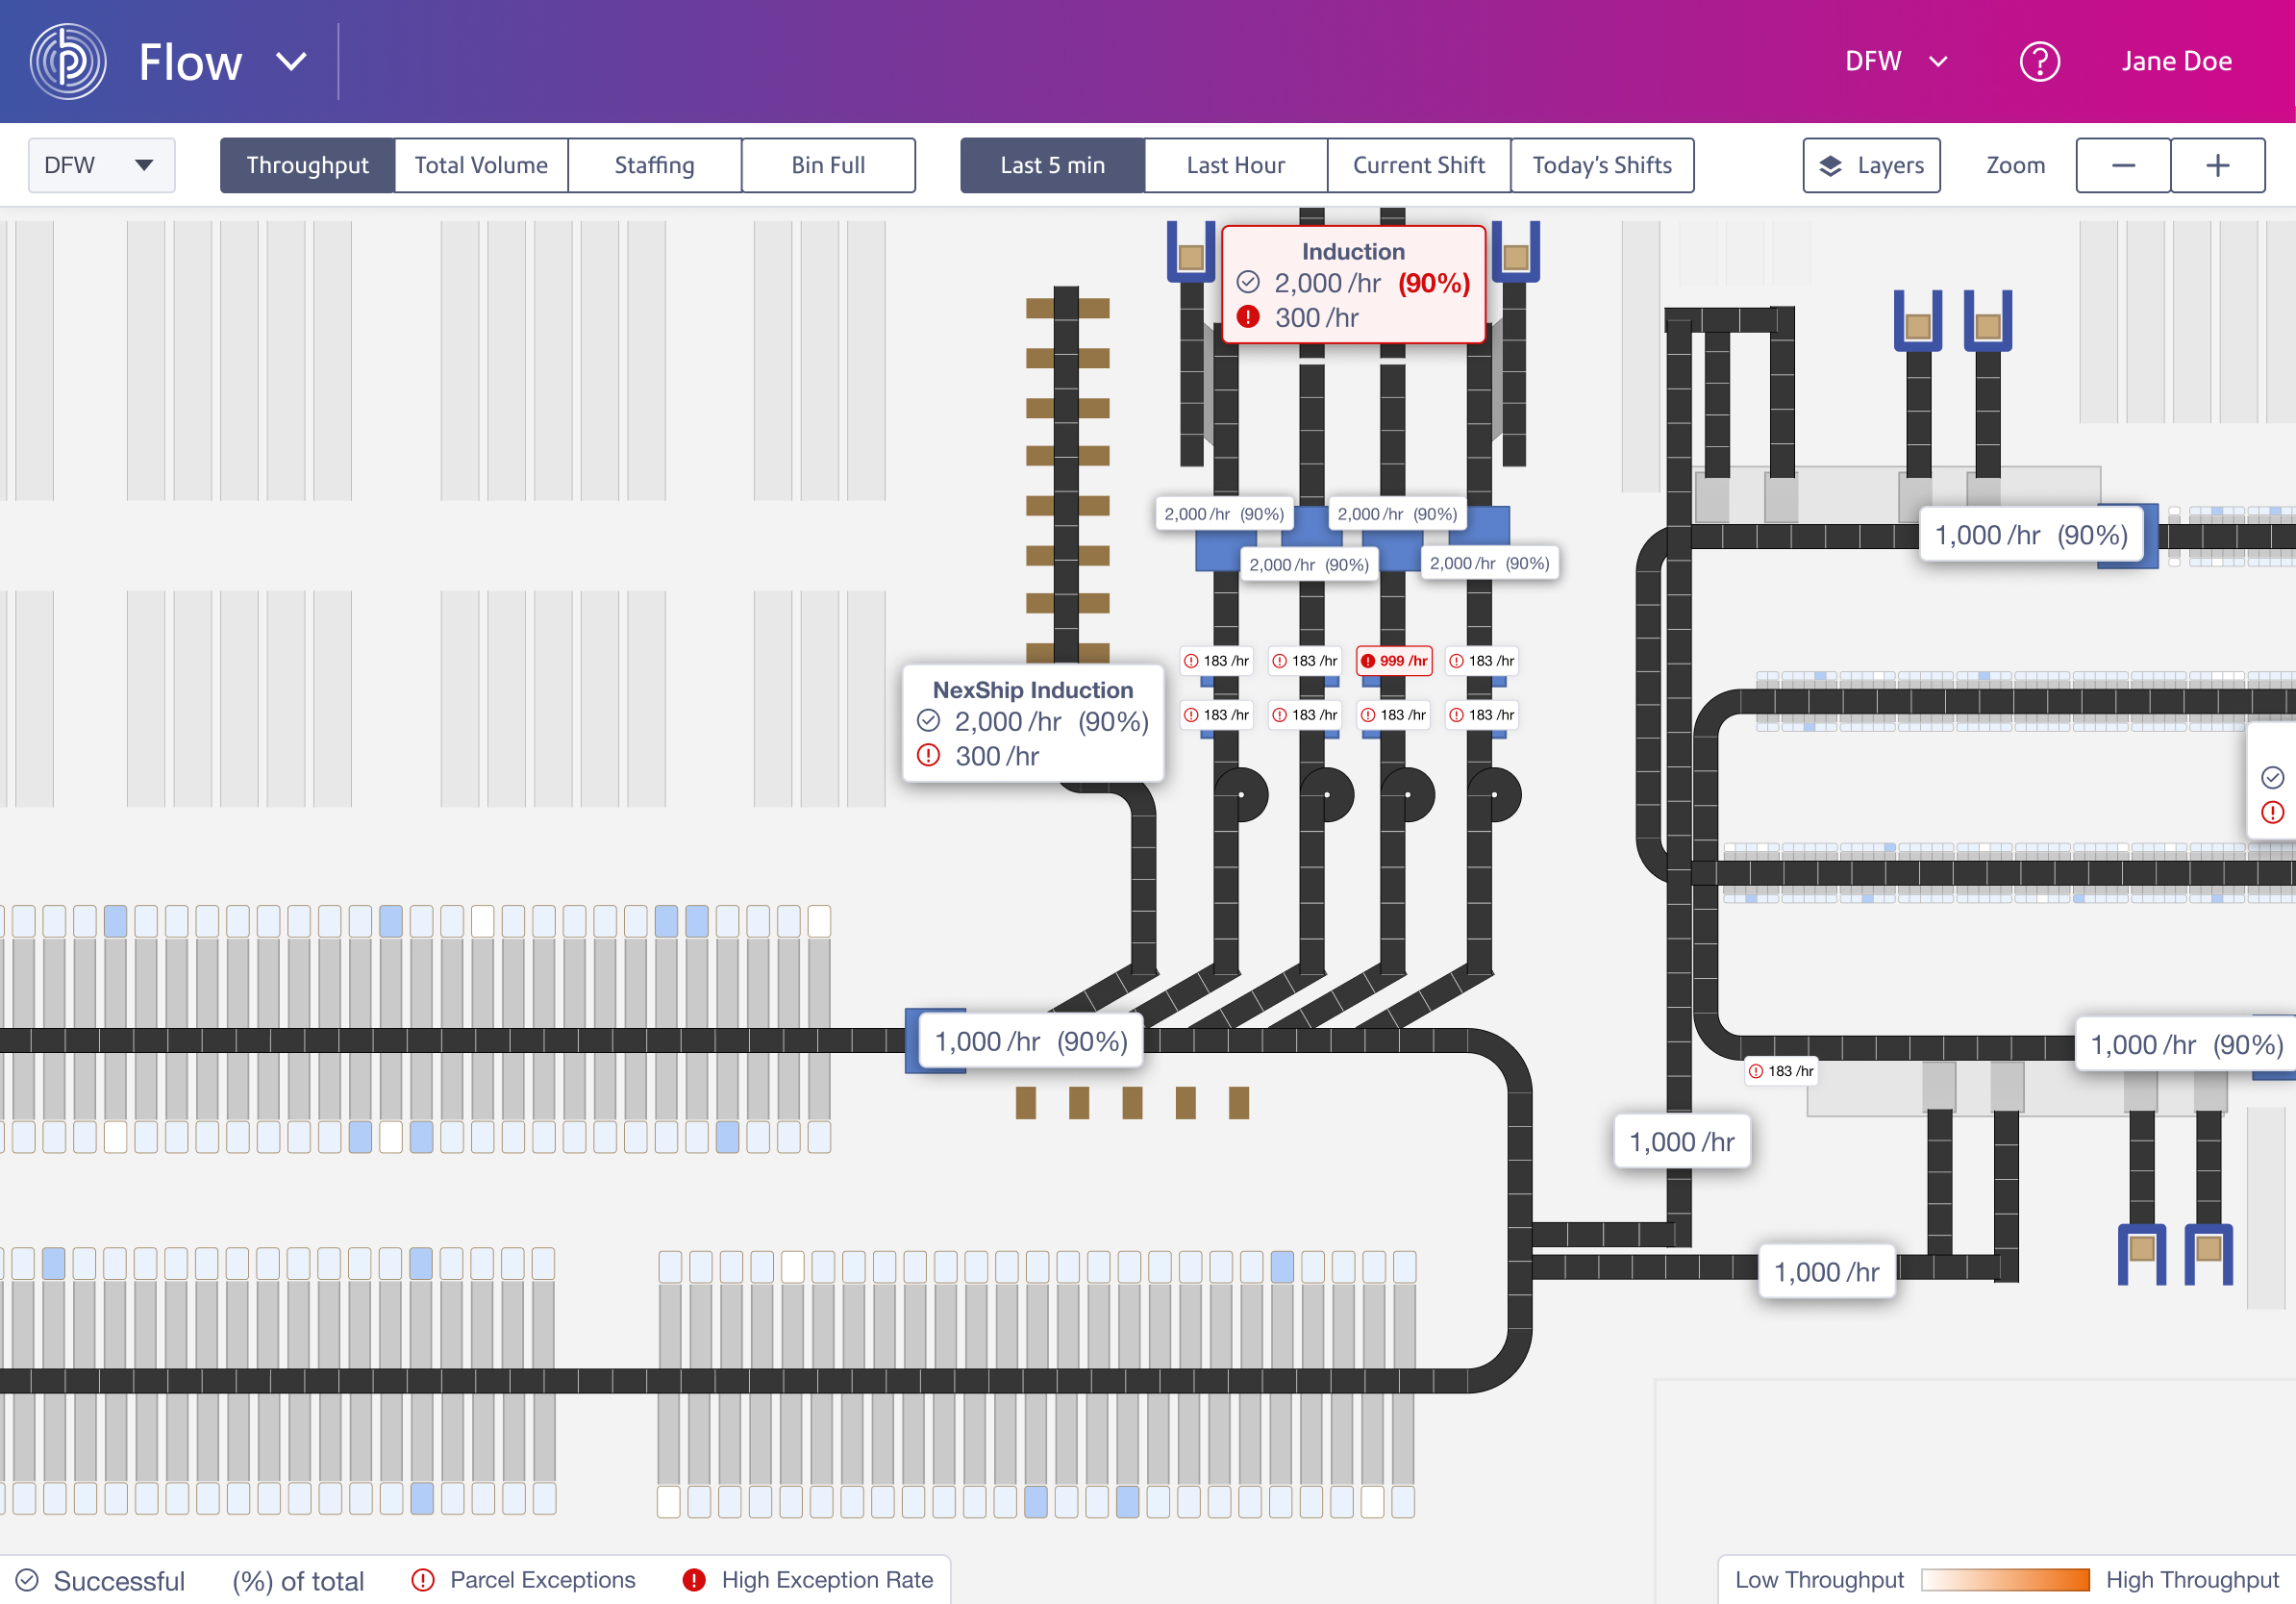 Flow
DFW
Jane Doe
DFW
Throughput
Total Volume
Staffing
Bin Full
Last 5 min
Last Hour
Current Shift
Today's Shifts
Layers
Zoom
Induction
2,000 /hr (90%)
300 /hr
2,000 /hr (90%)
2,000 /hr (90%)
2,000 /hr (90%)
2,000 /hr (90%)
1,000 /hr (90%)
183 /hr
183 /hr
999 /hr
183 /hr
183 /hr
183 /hr
183 /hr
183 /hr
NexShip Induction
2,000 /hr (90%)
300 /hr
1,000 /hr (90%)
1,000 /hr (90%)
183 /hr
1,000 /hr
1,000 /hr
Successful
(%) of total
Parcel Exceptions
High Exception Rate
Low Throughput
High Throughput